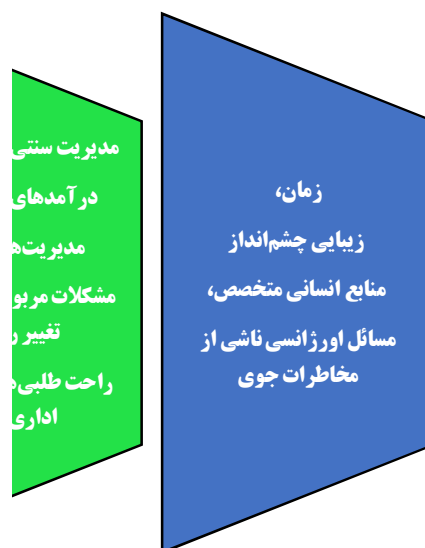 زمان،
زیبایی چشم‌انداز
منابع انسانی متخصص،
مسائل اورژانسی ناشی از
مخاطرات جوی
مدیریت سنتی
درآمدهای
مشکلات
تغییر
راحت طلبی
اداری